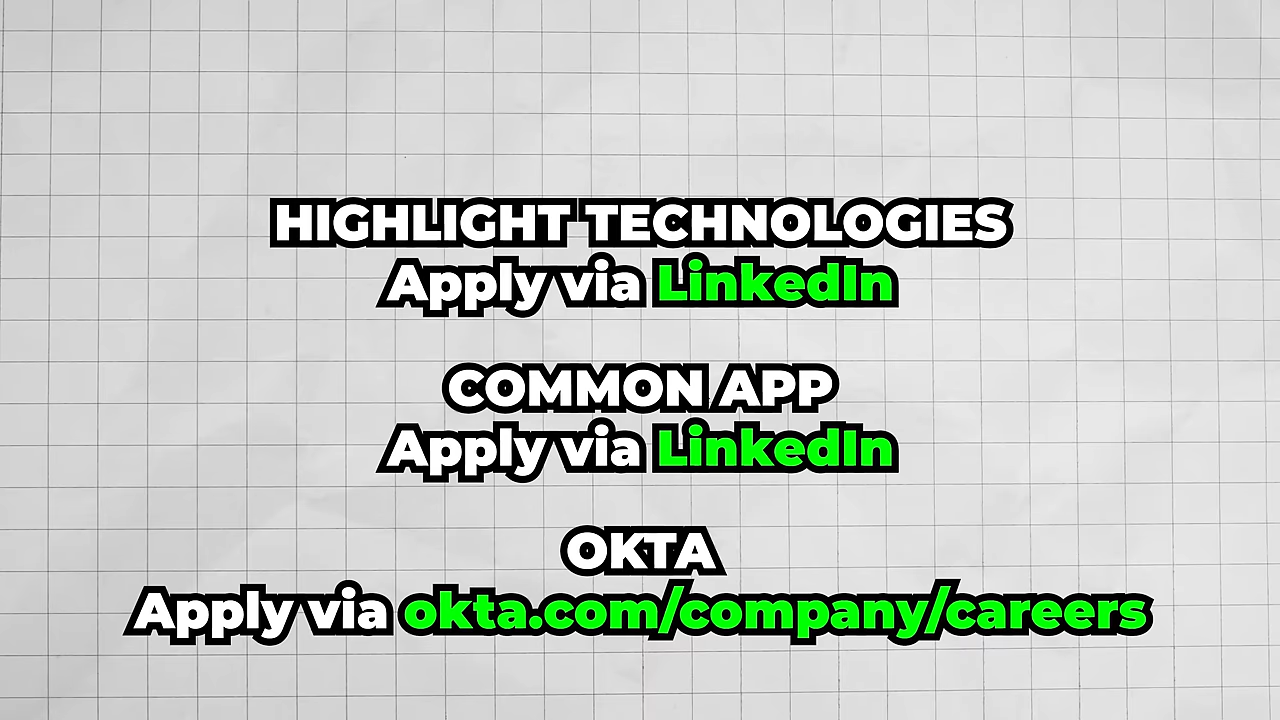 HIGHLIGHT TECHNOLOGIES
Apply via LinkedIn
COMMON APP
Apply via LinkedIn
OKTA
Apply via okta.com/company/careers